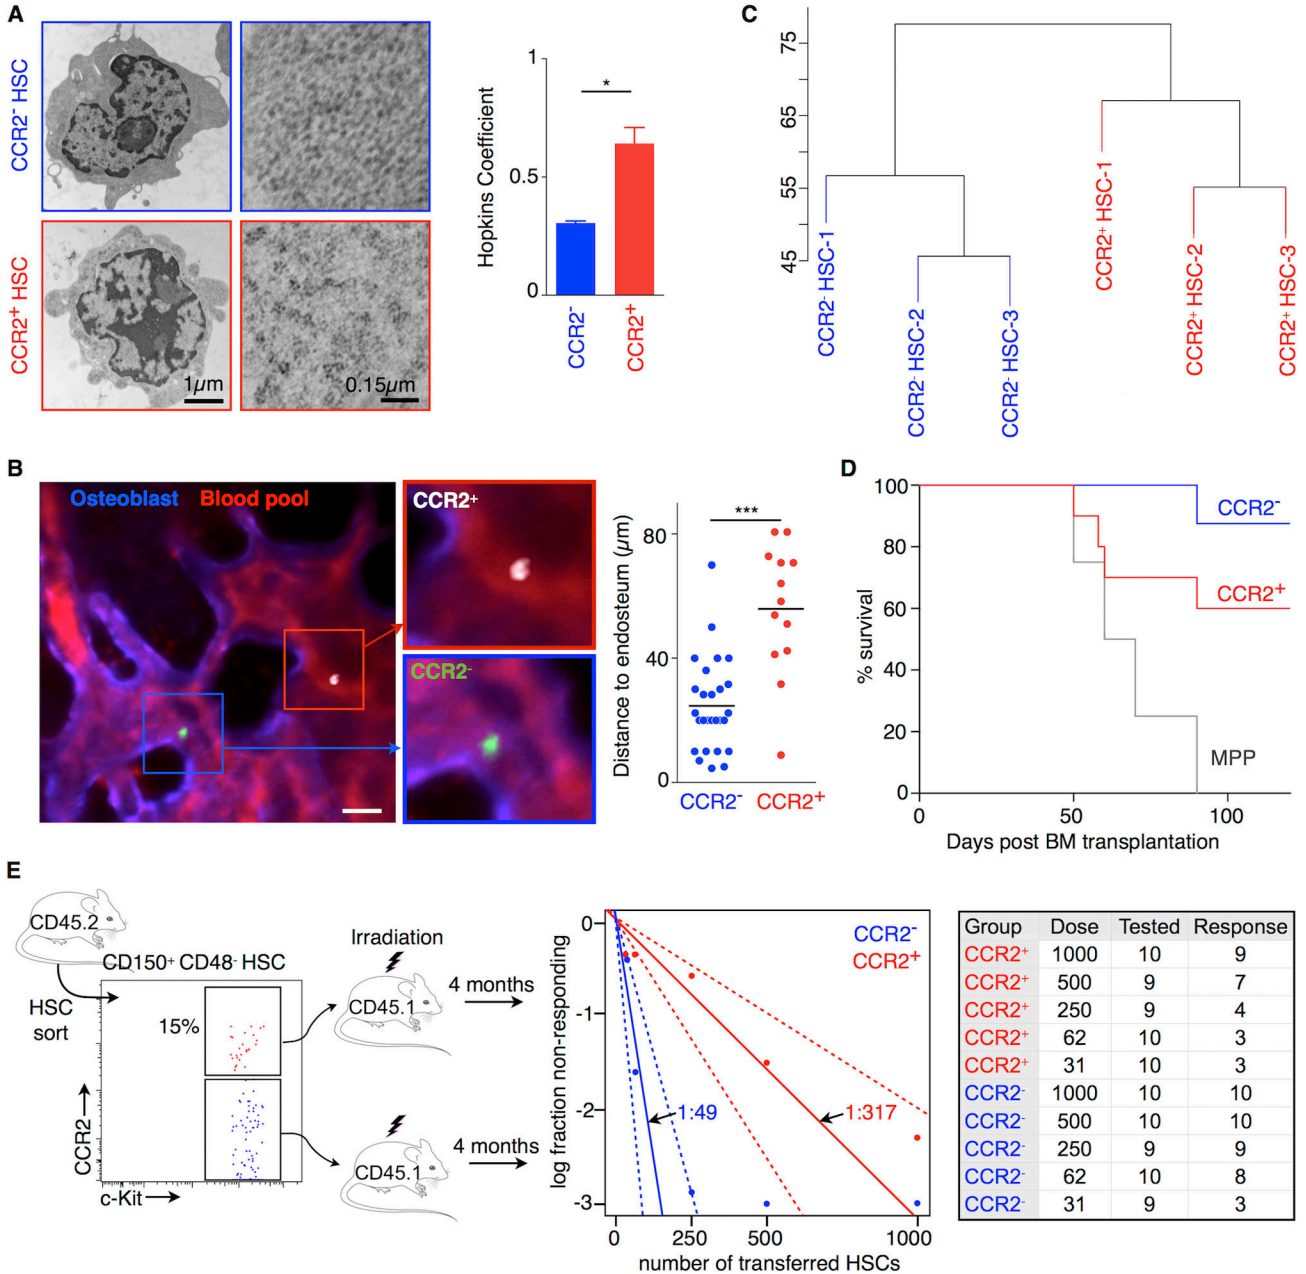 A
CCR2- HSC
CCR2+ HSC
1µm
0.15µm
Hopkins Coefficient
1
0.5
0
*
CCR2-
CCR2+
C
75
65
55
45
CCR2- HSC-1
CCR2- HSC-2
CCR2- HSC-3
CCR2+ HSC-1
CCR2+ HSC-2
CCR2+ HSC-3
B
Osteoblast Blood pool
CCR2+
CCR2-
Distance to endosteum (µm)
80
40
0
***
CCR2- CCR2+
D
% survival
100
80
60
40
20
0
CCR2-
CCR2+
MPP
0 50 100
Days post BM transplantation
E
CD45.2
CD150+ CD48- HSC
HSC
sort
15%
CCR2
c-Kit
Irradiation
CD45.1
4 months
CD45.1
4 months
log fraction non-responding
0
-1
-2
-3
CCR2-
CCR2+
1:49
1:317
0 250 500 1000
number of transferred HSCs
Group Dose Tested Response
CCR2+ 1000 10 9
CCR2+ 500 9 7
CCR2+ 250 9 4
CCR2+ 62 10 3
CCR2+ 31 10 3
CCR2- 1000 10 10
CCR2- 500 10 10
CCR2- 250 9 9
CCR2- 62 10 8
CCR2- 31 9 3